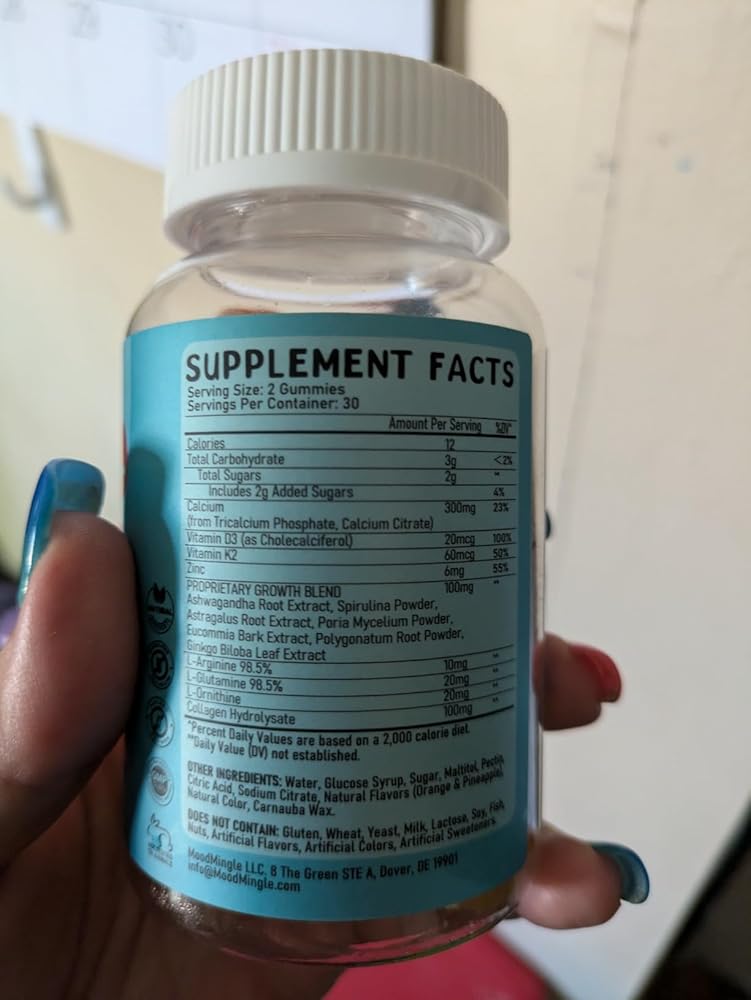 SUPPLEMENT FACTS
Serving Size: 2 Gummies
Servings Per Container: 30
Amount Per Serving %DV*
Calories 12
Total Carbohydrate 3g <2%
Total Sugars 2g **
Includes 2g Added Sugars 4%
Calcium 300mg 23%
(from Tricalcium Phosphate, Calcium Citrate)
Vitamin D3 (as Cholecalciferol) 20mcg 100%
Vitamin K2 60mcg 50%
Zinc 6mg 55%
PROPRIETARY GROWTH BLEND 100mg **
Ashwagandha Root Extract, Spirulina Powder,
Astragalus Root Extract, Poria Mycelium Powder,
Eucommia Bark Extract, Polygonatum Root Powder,
Ginkgo Biloba Leaf Extract
L-Arginine 98.5% 10mg **
L-Glutamine 98.5% 20mg **
L-Ornithine 20mg **
Collagen Hydrolysate 100mg **
*Percent Daily Values are based on a 2,000 calorie diet.
**Daily Value (DV) not established.
OTHER INGREDIENTS: Water, Glucose Syrup, Sugar, Maltitol, Pectin,
Citric Acid, Sodium Citrate, Natural Flavors (Orange & Pineapple),
Natural Color, Carnauba Wax.
DOES NOT CONTAIN: Gluten, Wheat, Yeast, Milk, Lactose, Soy, Fish,
Nuts, Artificial Flavors, Artificial Colors, Artificial Sweeteners.
MoodMingle LLC, 8 The Green STE A, Dover, DE 19901
info@MoodMingle.com